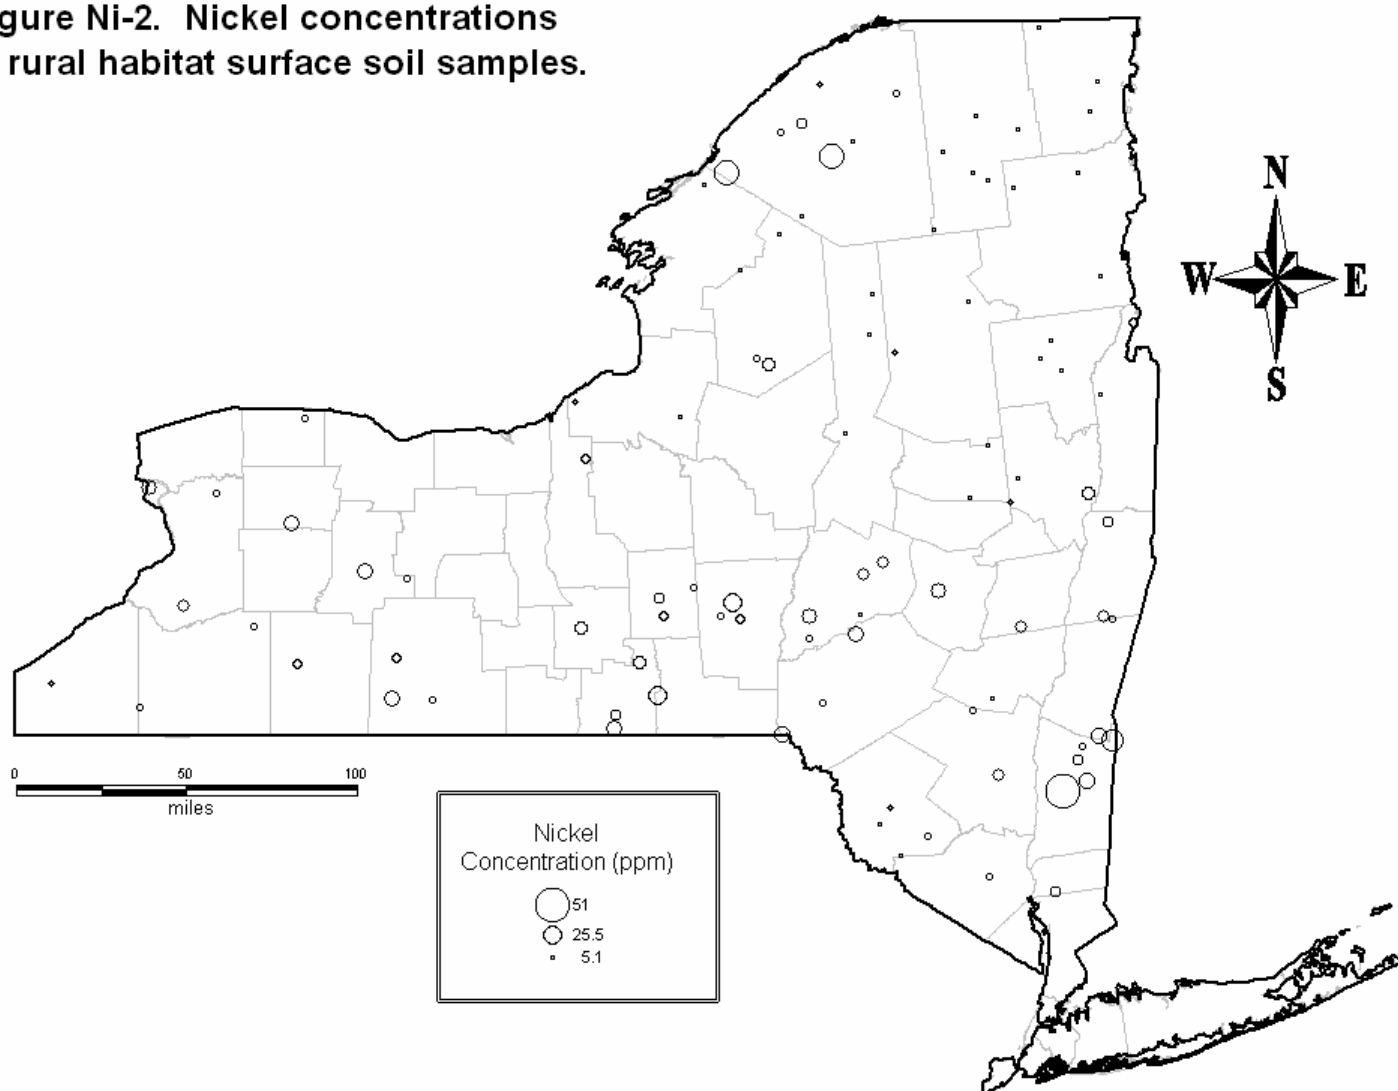 gure Ni-2. Nickel concentrations
rural habitat surface soil samples.
N
W
E
S
0 50 100
miles
Nickel
Concentration (ppm)
51
25.5
5.1